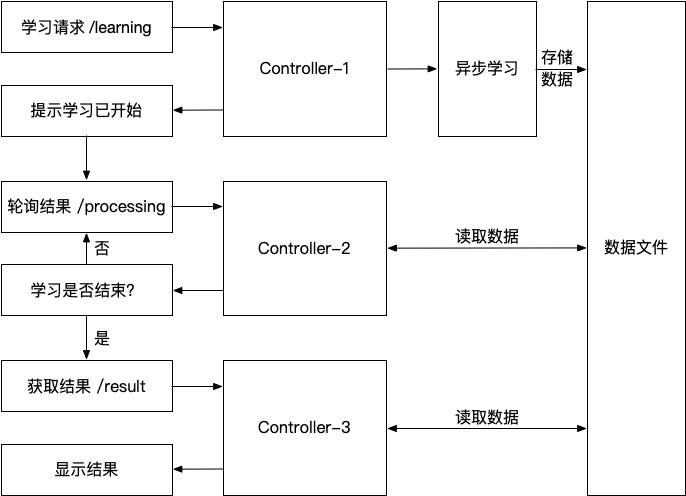 学习请求 /learning
Controller-1
异步学习
存储
数据
提示学习已开始
轮询结果 /processing
Controller-2
读取数据
数据文件
否
学习是否结束?
是
获取结果 /result
Controller-3
读取数据
显示结果